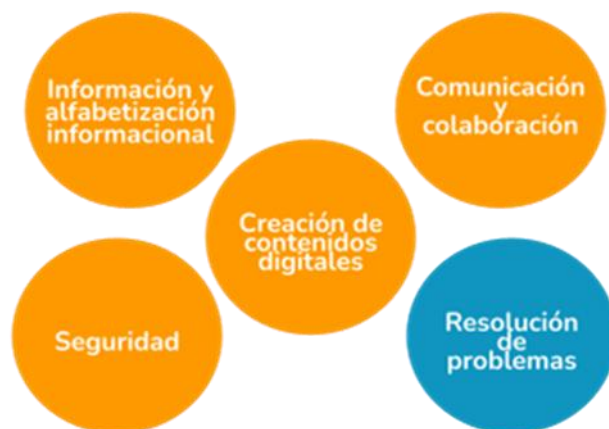 Información y
alfabetización
informacional
Comunicación
y
colaboración
Creación de
contenidos
digitales
Seguridad
Resolución
de
problemas